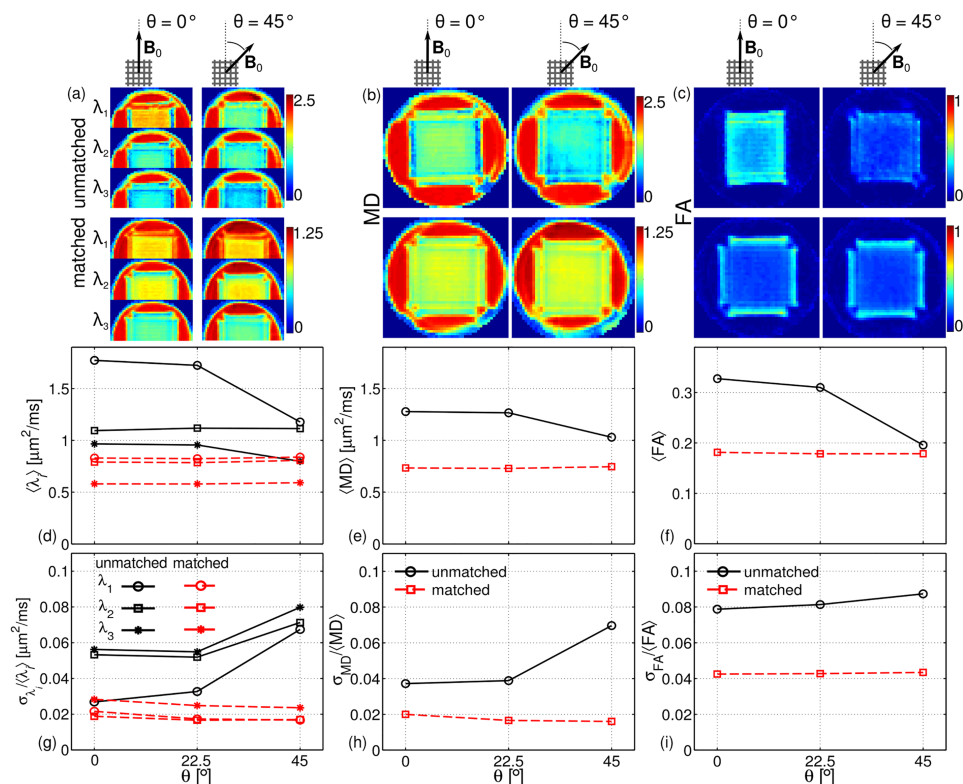 θ = 0° θ = 45° θ = 0° θ = 45° θ = 0° θ = 45°
B0 B0 B0 B0 B0 B0
(a) (b) (c)
unmatched
λ1
λ2
λ3
2.5
0
matched
λ1
λ2
λ3
1.25
0
MD
2.5
0
1.25
0
FA
1
0
1
0
⟨λi⟩ [μm²/ms]
1.5
1
0.5
0
(d)
⟨MD⟩ [μm²/ms]
1.5
1
0.5
0
(e)
⟨FA⟩
0.3
0.2
0.1
0
(f)
σλi/⟨λi⟩ [μm²/ms]
0.1
0.08
0.06
0.04
0.02
0
unmatched matched
λ1
λ2
λ3
(g)
0 22.5 45
θ [º]
σMD/⟨MD⟩
0.1
0.08
0.06
0.04
0.02
0
unmatched
matched
(h)
0 22.5 45
θ [º]
σFA/⟨FA⟩
0.1
0.08
0.06
0.04
0.02
0
unmatched
matched
(i)
0 22.5 45
θ [º]